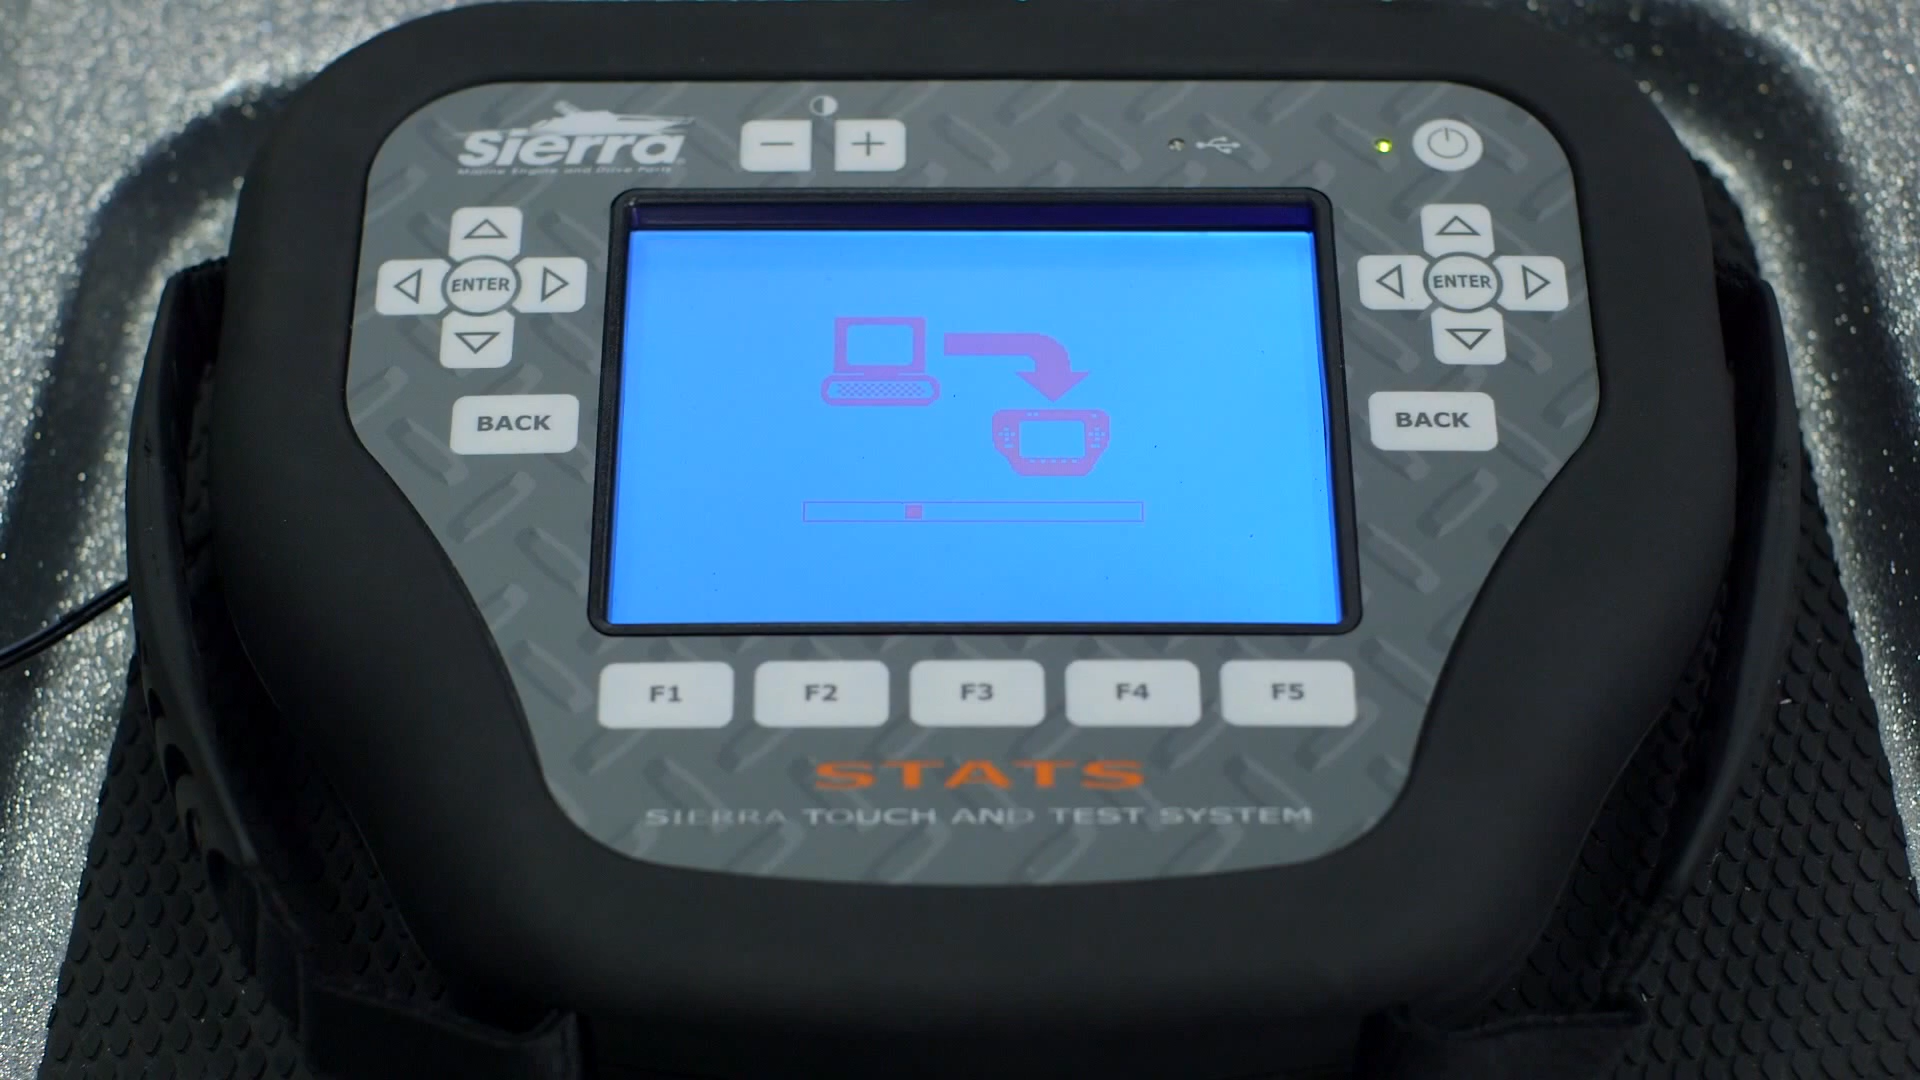 Sierra
Marine Engine and Drive Parts
ENTER
ENTER
BACK
BACK
F1 F2 F3 F4 F5
STATS
SIERRA TOUCH AND TEST SYSTEM